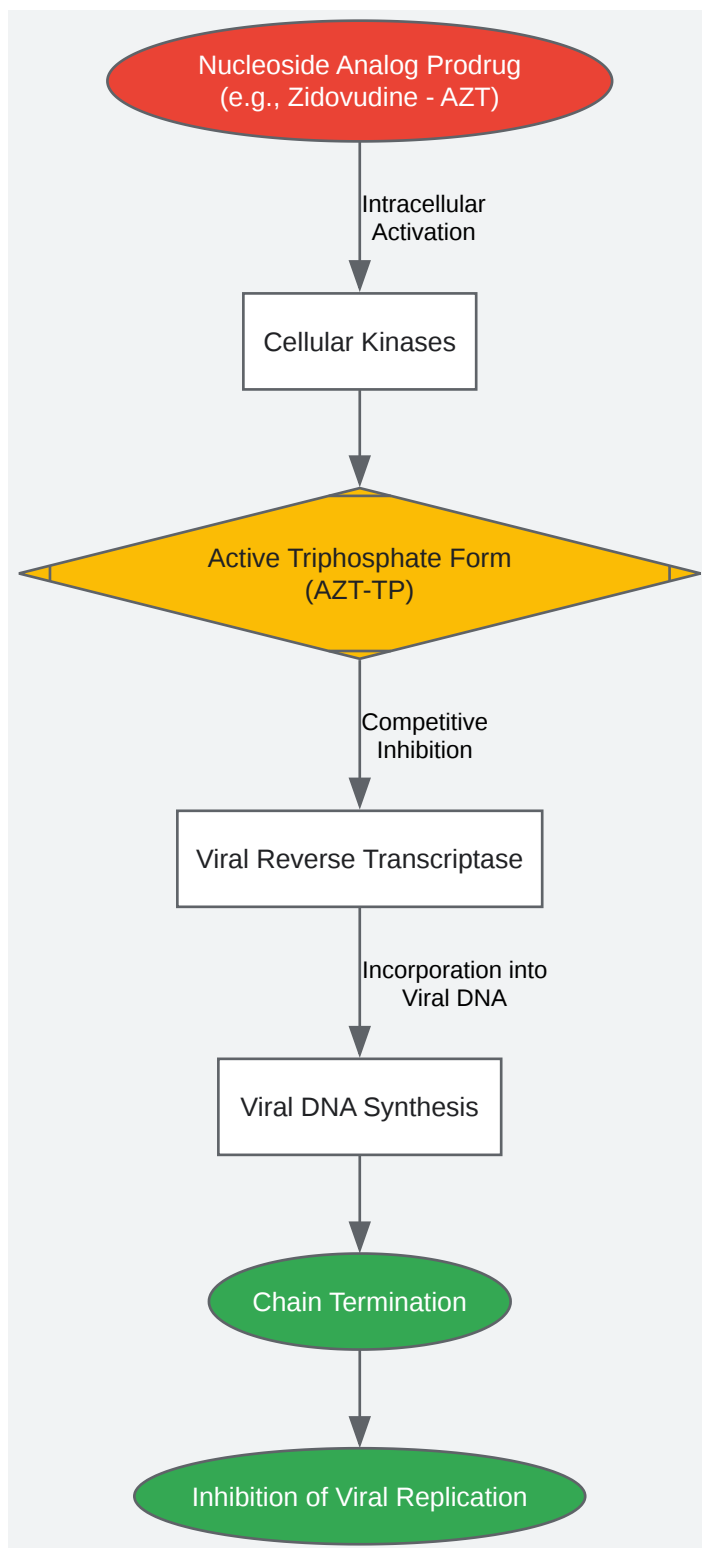 Nucleoside Analog Prodrug
(e.g., Zidovudine - AZT)
Intracellular
Activation
Cellular Kinases
Active Triphosphate Form
(AZT-TP)
Competitive
Inhibition
Viral Reverse Transcriptase
Incorporation into
Viral DNA
Viral DNA Synthesis
Chain Termination
Inhibition of Viral Replication